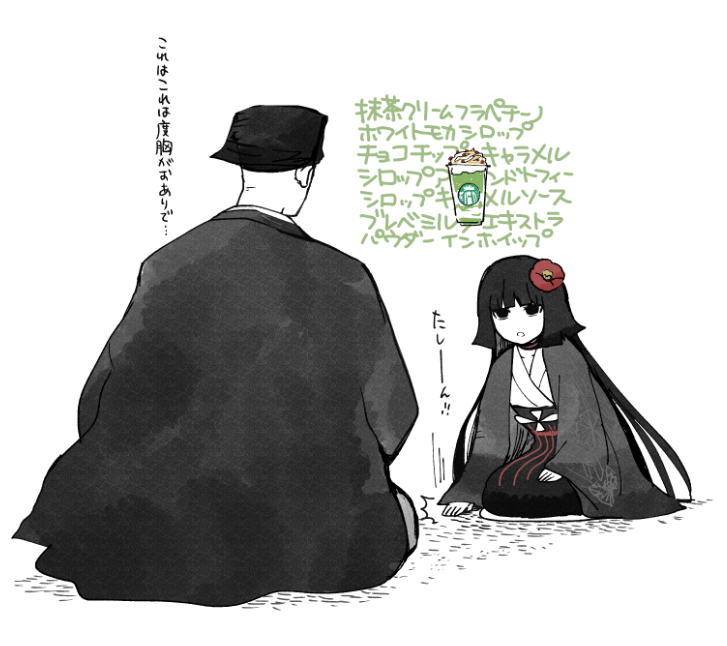 これはこれは度胸がおありで…
抹茶クリームフラペチーノ
ホワイトモカシロップ
チョコチップ キャラメル
シロップア ンドトフィー
シロップキ メルソース
ブレベミルク エキストラ
パウダーインホイップ
たしーん!!